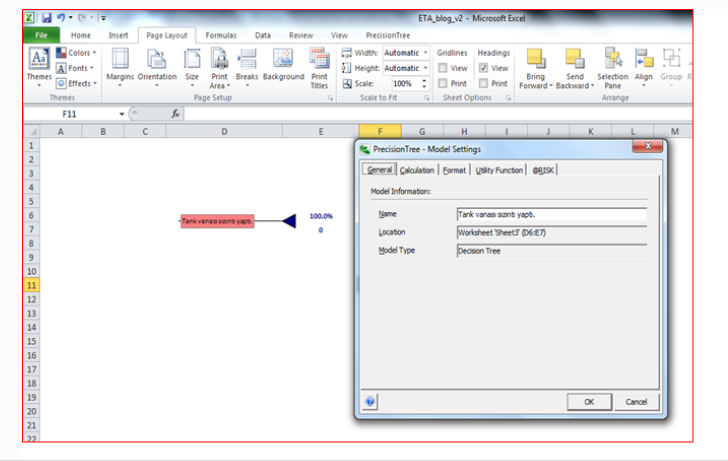 ETA_blog_v2 - Microsoft Excel
File Home Insert Page Layout Formulas Data Review View PrecisionTree
Colors Width: Automatic Gridlines Headings
Aa Fonts Height: Automatic View View
Themes Effects Margins Orientation Size Print Area Breaks Background Print Titles Scale: 100% Print Print Bring Forward Send Backward Selection Pane Align Group
Themes Page Setup Scale to Fit Sheet Options Arrange
F11 fx
A B C D E F G H I J K L M
1
2
3
4
5
6
7
8
9
10
11
12
13
14
15
16
17
18
19
20
21
22
Tank vanası sızıntı yaptı. 100.0%
0
PrecisionTree - Model Settings
General Calculation Format Utility Function @RISK
Model Information:
Name Tank vanası sızıntı yaptı.
Location Worksheet 'Sheet3' (D6:E7)
Model Type Decision Tree
OK Cancel